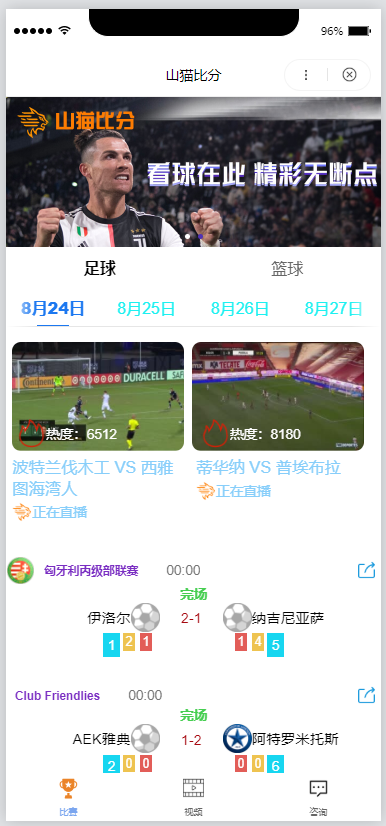 96%
山猫比分
山猫比分
看球在此 精彩无断点
足球 篮球
8月24日 8月25日 8月26日 8月27日
热度：6512 热度：8180
波特兰伐木工 VS 西雅图海湾人
蒂华纳 VS 普埃布拉
正在直播 正在直播
匈牙利丙级部联赛 00:00
完场
伊洛尔 2-1 纳吉尼亚萨
1 2 1 1 4 5
Club Friendlies 00:00
完场
AEK雅典 1-2 阿特罗米托斯
2 0 0 0 0 6
比赛 视频 咨询